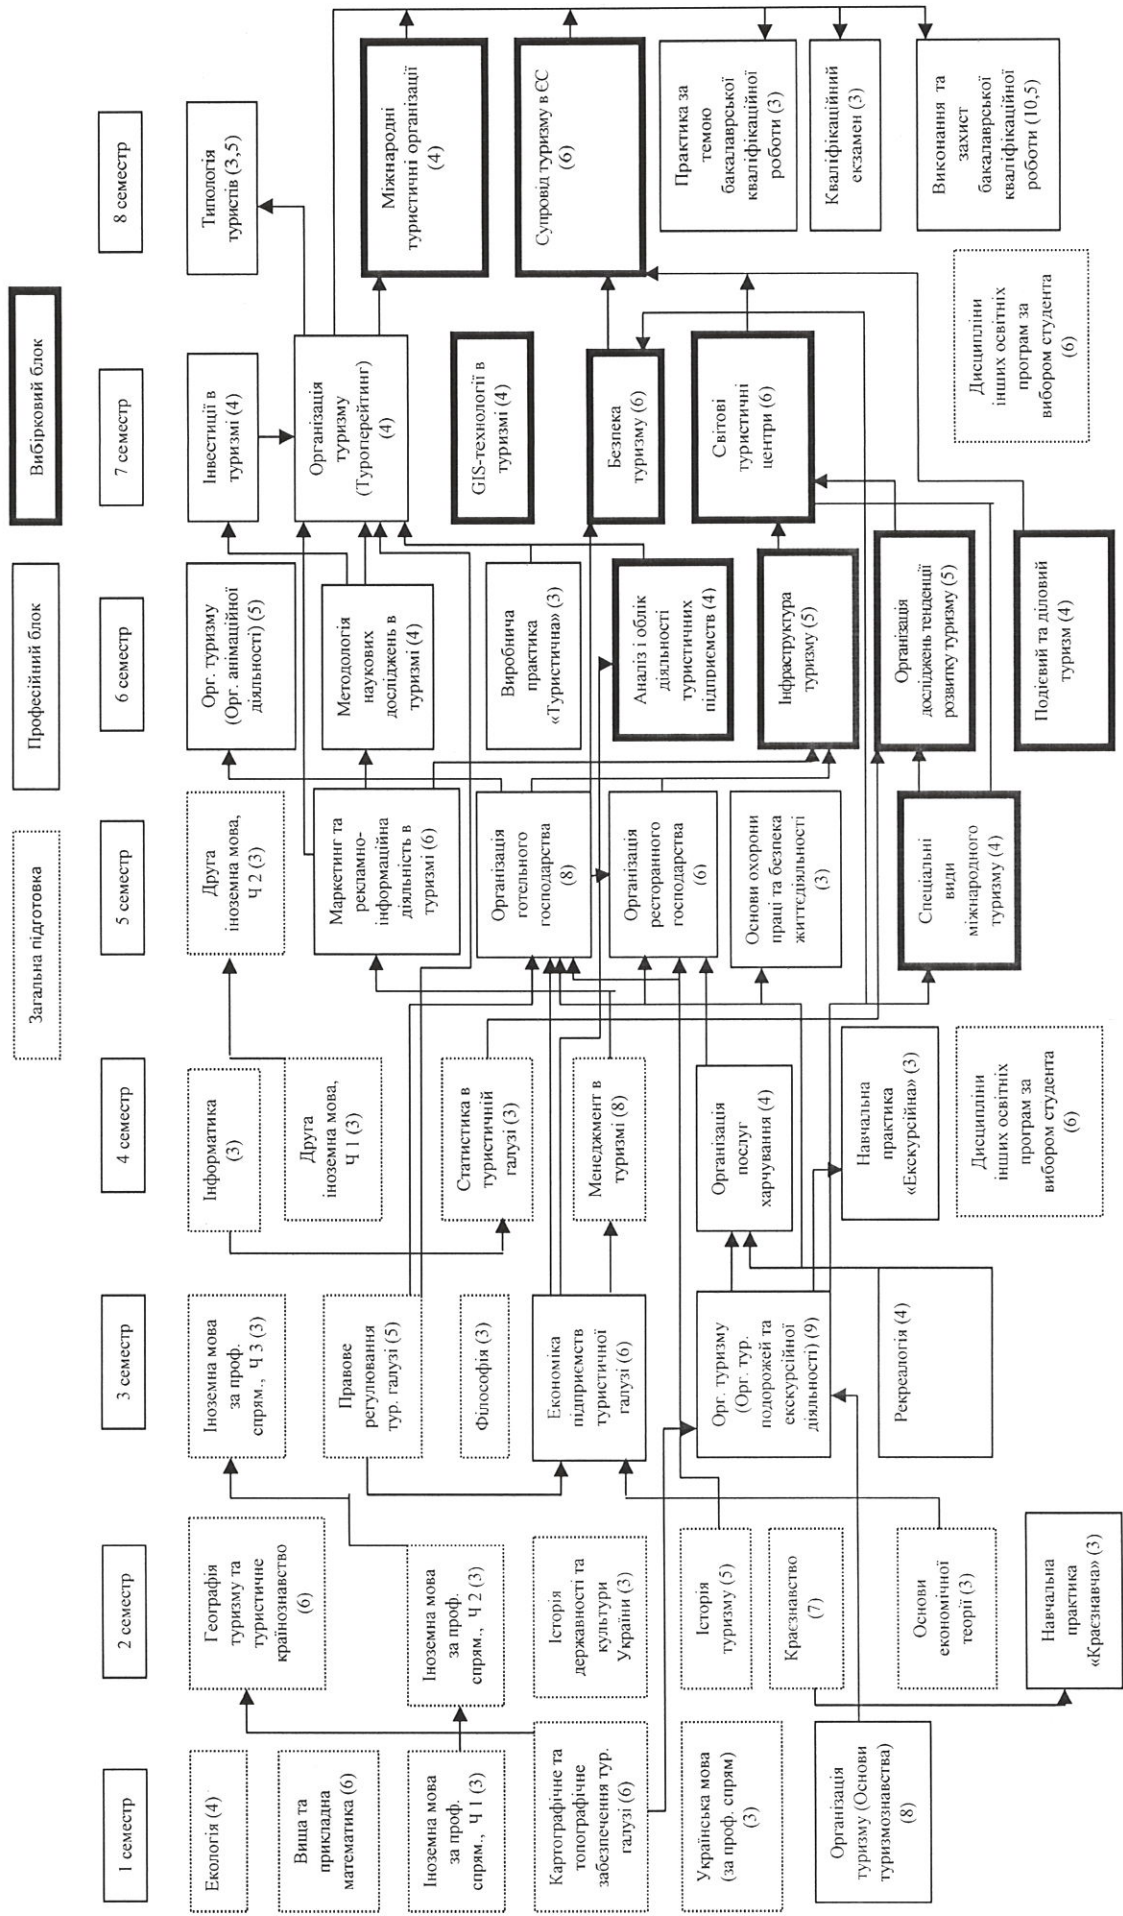 Загальна підготовка
Професійний блок
Вибірковий блок
1 семестр
2 семестр
3 семестр
4 семестр
5 семестр
6 семестр
7 семестр
8 семестр
Екологія (4)
Вища та
прикладна
математика (6)
Іноземна мова
за проф.
спрям., Ч 1 (3)
Картографічне та
топографічне
забезпечення тур.
галузі (6)
Українська мова
(за проф. спрям)
(3)
Організація
туризму (Основи
туризмознавства)
(8)
Географія
туризму та
туристичне
країнознавство
(6)
Іноземна мова
за проф.
спрям., Ч 2 (3)
Історія
державності та
культури
України (3)
Історія
туризму (5)
Краєзнавство
(7)
Основи
економічної
теорії (3)
Навчальна
практика
«Краєзнавча» (3)
Іноземна мова
за проф.
спрям., Ч 3 (3)
Правове
регулювання
тур. галузі (5)
Філософія (3)
Економіка
підприємств
туристичної
галузі (6)
Орг. туризму
(Орг. тур.
подорожей та
екскурсійної
діяльності) (9)
Рекреалогія (4)
Інформатика
(3)
Друга
іноземна мова,
Ч 1 (3)
Статистика в
туристичній
галузі (3)
Менеджмент в
туризмі (8)
Організація
послуг
харчування (4)
Навчальна
практика
«Екскурсійна» (3)
Дисципліни
інших освітніх
програм за
вибором студента
(6)
Друга
іноземна мова,
Ч 2 (3)
Маркетинг та
рекламно-
інформаційна
діяльність в
туризмі (6)
Організація
готельного
господарства
(8)
Організація
ресторанного
господарства
(6)
Основи охорони
праці та безпека
життєдіяльності
(3)
Спеціальні
види
міжнародного
туризму (4)
Орг. туризму
(Орг. анімаційної
діяльності) (5)
Методологія
наукових
досліджень в
туризмі (4)
Виробнича
практика
«Туристична» (3)
Аналіз і облік
діяльності
туристичних
підприємств (4)
Інфраструктура
туризму (5)
Організація
досліджень тенденції
розвитку туризму (5)
Подієвий та діловий
туризм (4)
Інвестиції в
туризмі (4)
Організація
туризму
(Туроперейтинг)
(4)
GIS-технології в
туризмі (4)
Безпека
туризму (6)
Світові
туристичні
центри (6)
Дисципліни
інших освітніх
програм за
вибором студента
(6)
Типологія
туристів (3,5)
Міжнародні
туристичні організації
(4)
Супровід туризму в ЄС
(6)
Практика за
темою
бакалаврської
кваліфікаційної
роботи (3)
Кваліфікаційний
екзамен (3)
Виконання та
захист
бакалаврської
кваліфікаційної
роботи (10,5)